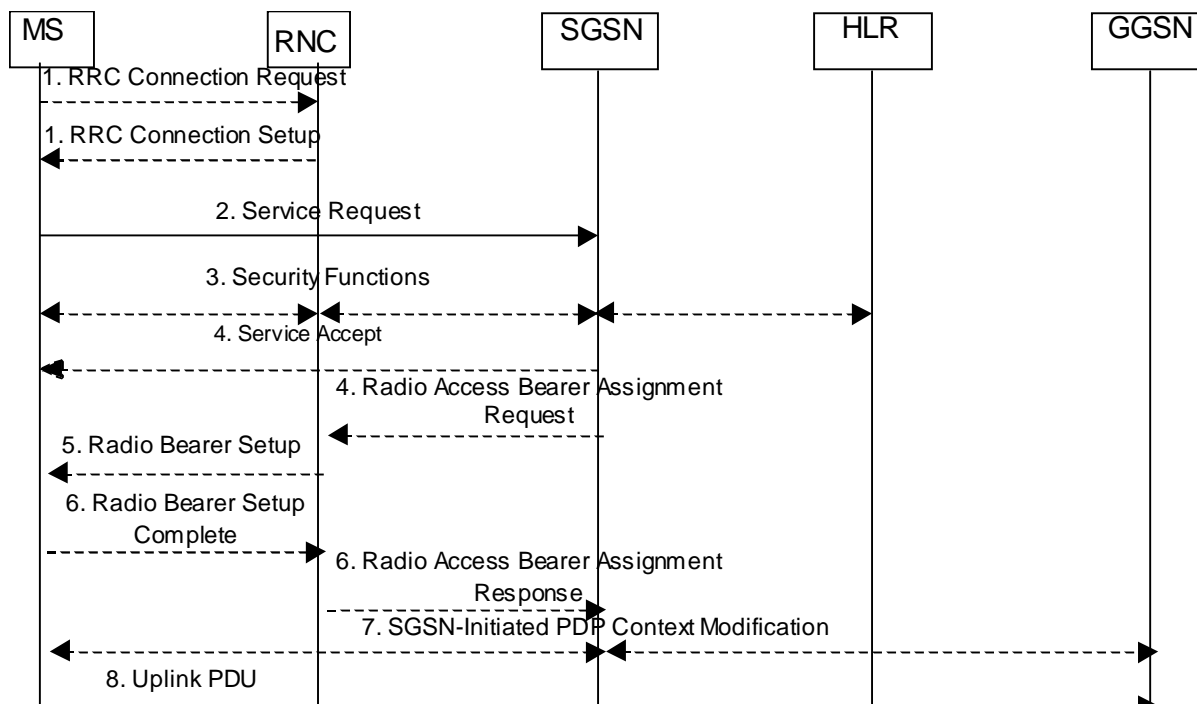 MS
RNC
SGSN
HLR
GGSN
1. RRC Connection Request
1. RRC Connection Setup
2. Service Request
3. Security Functions
4. Service Accept
4. Radio Access Bearer Assignment
Request
5. Radio Bearer Setup
6. Radio Bearer Setup
Complete
6. Radio Access Bearer Assignment
Response
7. SGSN-Initiated PDP Context Modification
8. Uplink PDU